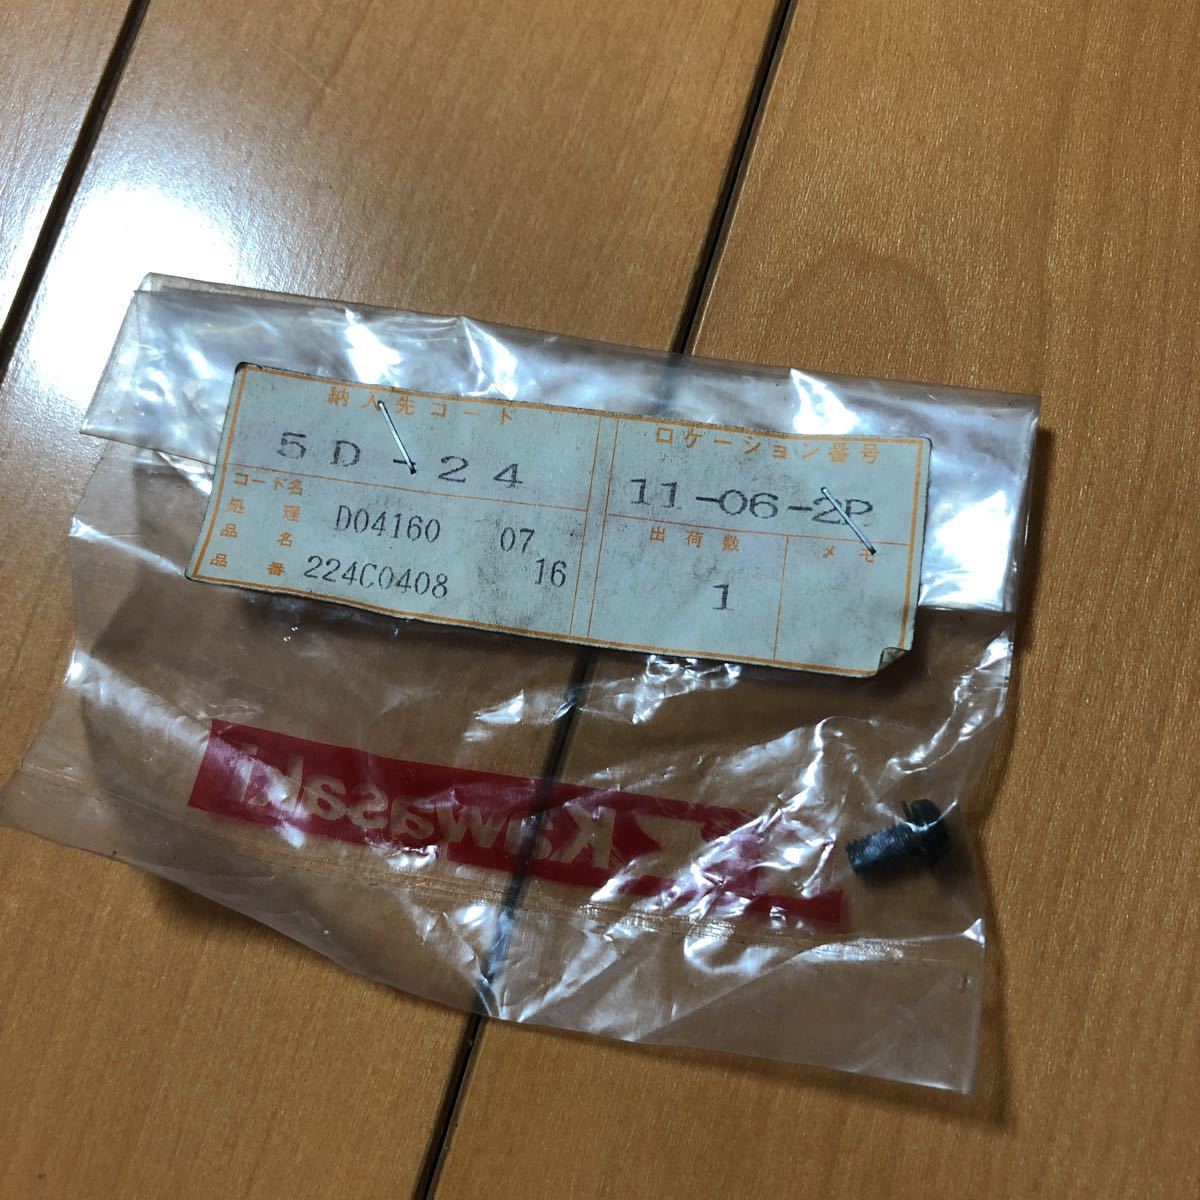 納入先コード
5D-24
ロケーション番号
11-06-2P
コード名
処理 D04160 07
品名
品番 224C0408 16
出荷数
1
メモ
Kawasaki